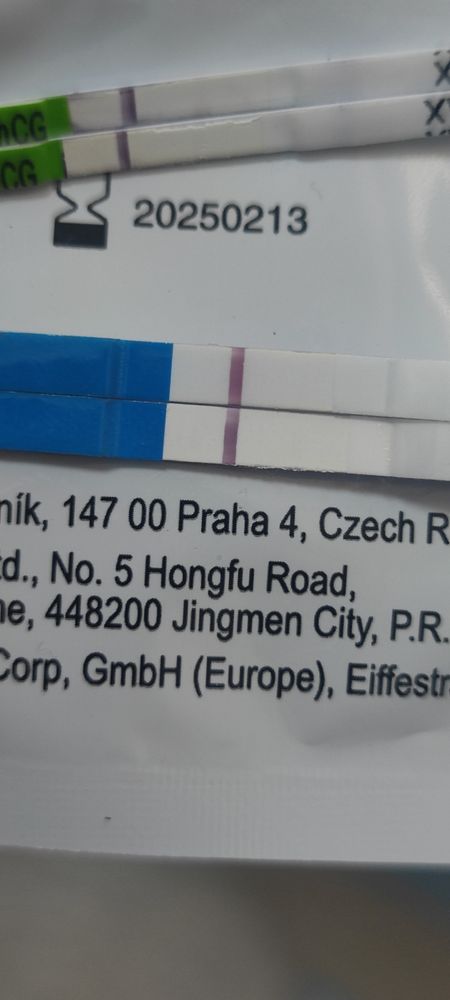 hCG
CG
20250213
ník, 147 00 Praha 4, Czech R
td., No. 5 Hongfu Road,
ne, 448200 Jingmen City, P.R.
Corp, GmbH (Europe), Eiffestr